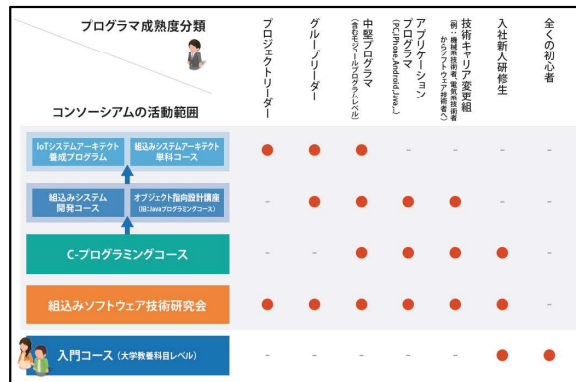 プログラマ成熟度分類
コンソーシアムの活動範囲
プロジェクトリーダー
グループリーダー
中堅プログラマ
(含むモジュールプログラムレベル)
アプリケーション
プログラマ
(PC,iPhoae,Android,Java,,)
技術キャリア変更組
(例：機械系技術者、電気系技術者
からソフトウェア技術者へ)
入社新人研修生
全くの初心者
IoTシステムアーキテクト
養成プログラム
組込みシステムアーキテクト
単科コース
● ● ● - - - -
組込みシステム
開発コース
オブジェクト指向設計講座
(旧:Javaプログラミングコース)
- ● ● ● ● - -
C-プログラミングコース
- - ● ● ● ● -
組込みソフトウェア技術研究会
● ● ● ● ● ● -
入門コース(大学教養科目レベル)
- - - - - ● ●